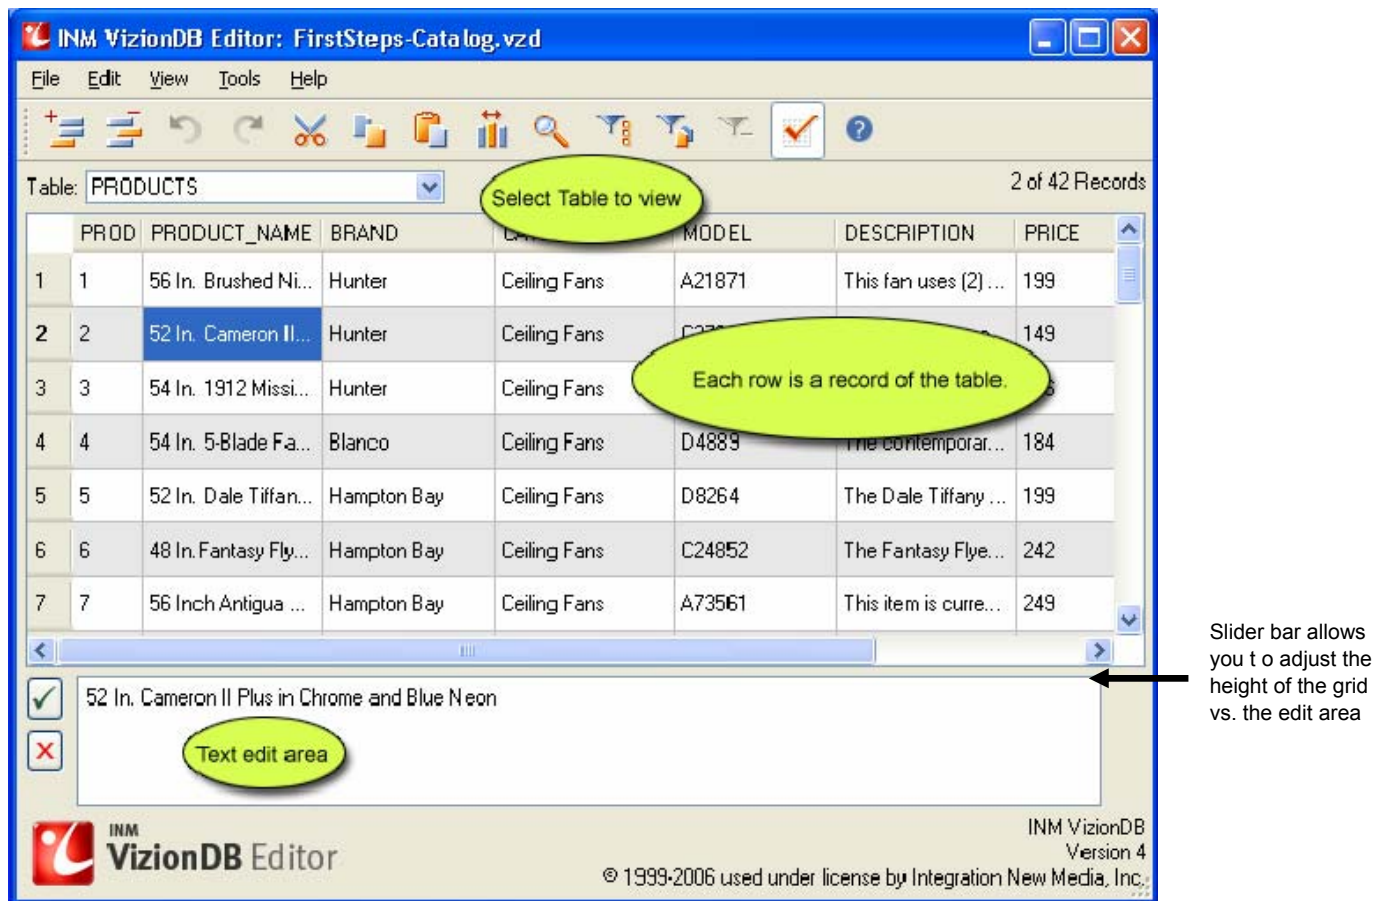 INM VizionDB Editor: FirstSteps-Catalog.vzd
File Edit View Tools Help
Table: PRODUCTS
2 of 42 Records
Select Table to view
PROD PRODUCT_NAME BRAND MODEL DESCRIPTION PRICE
1 1 56 In. Brushed Ni... Hunter Ceiling Fans A21871 This fan uses (2) ... 199
2 2 52 In. Cameron II... Hunter Ceiling Fans 149
Each row is a record of the table.
3 3 54 In. 1912 Missi... Hunter Ceiling Fans
4 4 54 In. 5-Blade Fa... Blanco Ceiling Fans D4889 The contemporar... 184
5 5 52 In. Dale Tiffan... Hampton Bay Ceiling Fans D8264 The Dale Tiffany ... 199
6 6 48 In. Fantasy Fly... Hampton Bay Ceiling Fans C24852 The Fantasy Flye... 242
7 7 56 Inch Antigua ... Hampton Bay Ceiling Fans A73561 This item is curre... 249
Slider bar allows
you t o adjust the
height of the grid
vs. the edit area
52 In. Cameron II Plus in Chrome and Blue Neon
Text edit area
INM
VizionDB Editor
INM VizionDB
Version 4
© 1999-2006 used under license by Integration New Media, Inc.